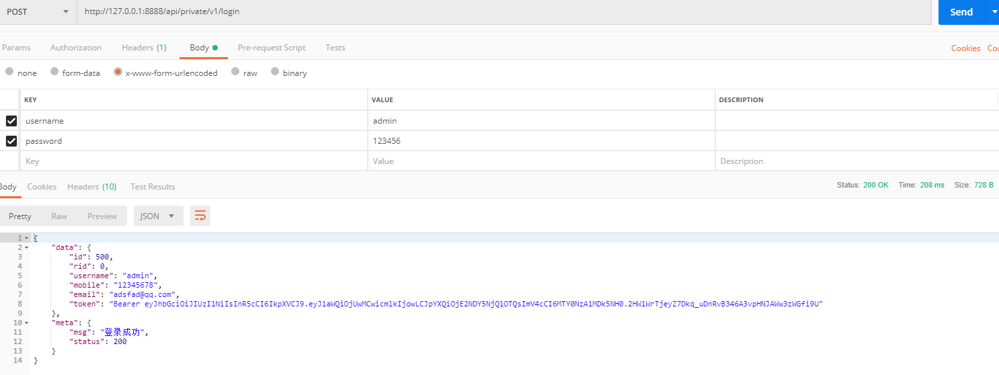 POST http://127.0.0.1:8888/api/private/v1/login Send
Params Authorization Headers (1) Body Pre-request Script Tests Cookies
none form-data x-www-form-urlencoded raw binary
KEY VALUE DESCRIPTION
username admin
password 123456
Key Value Description
Body Cookies Headers (10) Test Results Status: 200 OK Time: 208 ms Size: 728 B
Pretty Raw Preview JSON
1 {
2 "data": {
3 "id": 500,
4 "rid": 0,
5 "username": "admin",
6 "mobile": "12345678",
7 "email": "adsfad@qq.com",
8 "token": "Bearer eyJhbGciOiJIUzI1NiIsInR5cCI6IkpXVCJ9.eyJ1aWQiOjUwMCwicmlkIjowLCJpYXQiOjE2NDY5NjQ1OTQsImV4cCI6MTY0NzA1MDk5NH0.2HW1WrTjeyZ7Dkq_uDnRvB346A3vpHNJAWw3zWGfi9U"
9 },
10 "meta": {
11 "msg": "登录成功",
12 "status": 200
13 }
14 }